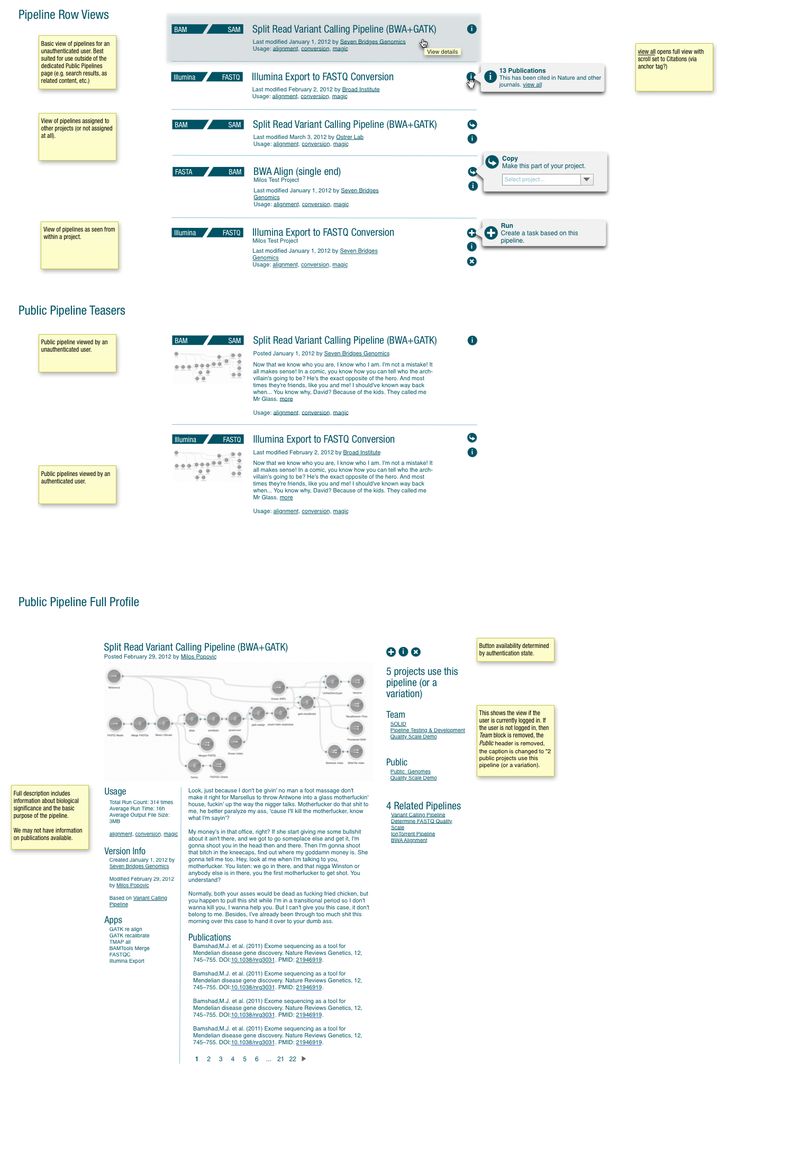 Pipeline Row Views
Basic view of pipelines for an
unauthenticated user. Best
suited for use outside of the
dedicated Public Pipelines
page (e.g. search results, as
related content, etc.)
BAM SAM
Split Read Variant Calling Pipeline (BWA+GATK)
Last modified January 1, 2012 by Seven Bridges Genomics
Usage: alignment, conversion, magic
View details
view all opens full view with
scroll set to Citations (via
anchor tag?)
Illumina FASTQ
Illumina Export to FASTQ Conversion
Last modified February 2, 2012 by Broad Institute
Usage: alignment, conversion, magic
13 Publications
This has been cited in Nature and other
journals. view all
View of pipelines assigned to
other projects (or not assigned
at all).
BAM SAM
Split Read Variant Calling Pipeline (BWA+GATK)
Last modified March 3, 2012 by Ostrer Lab
Usage: alignment, conversion, magic
FASTA BAM
BWA Align (single end)
Milos Test Project
Last modified January 1, 2012 by Seven Bridges
Genomics
Usage: alignment, conversion, magic
Copy
Make this part of your project.
Select project...
View of pipelines as seen from
within a project.
Illumina FASTQ
Illumina Export to FASTQ Conversion
Milos Test Project
Last modified January 1, 2012 by Seven Bridges
Genomics
Usage: alignment, conversion, magic
Run
Create a task based on this
pipeline.
Public Pipeline Teasers
Public pipeline viewed by an
unauthenticated user.
BAM SAM
Split Read Variant Calling Pipeline (BWA+GATK)
Posted January 1, 2012 by Seven Bridges Genomics
Now that we know who you are, I know who I am. I'm not a mistake! It
all makes sense! In a comic, you know how you can tell who the arch-
villain's going to be? He's the exact opposite of the hero. And most
times they're friends, like you and me! I should've known way back
when... You know why, David? Because of the kids. They called me
Mr Glass. more
Usage: alignment, conversion, magic
Public pipelines viewed by an
authenticated user.
Illumina FASTQ
Illumina Export to FASTQ Conversion
Last modified February 2, 2012 by Broad Institute
Now that we know who you are, I know who I am. I'm not a mistake! It
all makes sense! In a comic, you know how you can tell who the arch-
villain's going to be? He's the exact opposite of the hero. And most
times they're friends, like you and me! I should've known way back
when... You know why, David? Because of the kids. They called me
Mr Glass. more
Usage: alignment, conversion, magic
Public Pipeline Full Profile
Split Read Variant Calling Pipeline (BWA+GATK)
Posted February 29, 2012 by Milos Popovic
Button availability determined
by authentication state.
5 projects use this
pipeline (or a
variation)
Team
SOLiD
Pipeline Testing & Development
Quality Scale Demo
Public
Public Genomes
Quality Scale Demo
4 Related Pipelines
Variant Calling Pipeline
Determine FASTQ Quality
Scale
IonTorrent Pipeline
BWA Alignment
This shows the view if the
user is currently logged in. If
the user is not logged in, then
Team block is removed, the
Public header is removed,
the caption is changed to "2
public projects use this
pipeline (or a variation).
Full description includes
information about biological
significance and the basic
purpose of the pipeline.
We may not have information
on publications available.
Usage
Total Run Count: 314 times
Average Run Time: 16h
Average Output File Size:
3MB
alignment, conversion, magic
Version Info
Created January 1, 2012 by
Seven Bridges Genomics
Modified February 29, 2012
by Milos Popovic
Based on Variant Calling
Pipeline
Apps
GATK re align
GATK recalibrate
TMAP all
BAMTools Merge
FASTQC
Illumina Export
Look, just because I don't be givin' no man a foot massage don't
make it right for Marsellus to throw Antwone into a glass motherfuckin'
house, fuckin' up the way the nigger talks. Motherfucker do that shit to
me, he better paralyze my ass, 'cause I'll kill the motherfucker, know
what I'm sayin'?
My money's in that office, right? If she start giving me some bullshit
about it ain't there, and we got to go someplace else and get it, I'm
gonna shoot you in the head then and there. Then I'm gonna shoot
that bitch in the kneecaps, find out where my goddamn money is. She
gonna tell me too. Hey, look at me when I'm talking to you,
motherfucker. You listen: we go in there, and that nigga Winston or
anybody else is in there, you the first motherfucker to get shot. You
understand?
Normally, both your asses would be dead as fucking fried chicken, but
you happen to pull this shit while I'm in a transitional period so I don't
wanna kill you, I wanna help you. But I can't give you this case, it don't
belong to me. Besides, I've already been through too much shit this
morning over this case to hand it over to your dumb ass.
Publications
Bamshad,M.J. et al. (2011) Exome sequencing as a tool for
Mendelian disease gene discovery. Nature Reviews Genetics, 12,
745–755. DOI:10.1038/nrg3031. PMID: 21946919.
Bamshad,M.J. et al. (2011) Exome sequencing as a tool for
Mendelian disease gene discovery. Nature Reviews Genetics, 12,
745–755. DOI:10.1038/nrg3031. PMID: 21946919.
Bamshad,M.J. et al. (2011) Exome sequencing as a tool for
Mendelian disease gene discovery. Nature Reviews Genetics, 12,
745–755. DOI:10.1038/nrg3031. PMID: 21946919.
Bamshad,M.J. et al. (2011) Exome sequencing as a tool for
Mendelian disease gene discovery. Nature Reviews Genetics, 12,
745–755. DOI:10.1038/nrg3031. PMID: 21946919.
1 2 3 4 5 6 ... 21 22